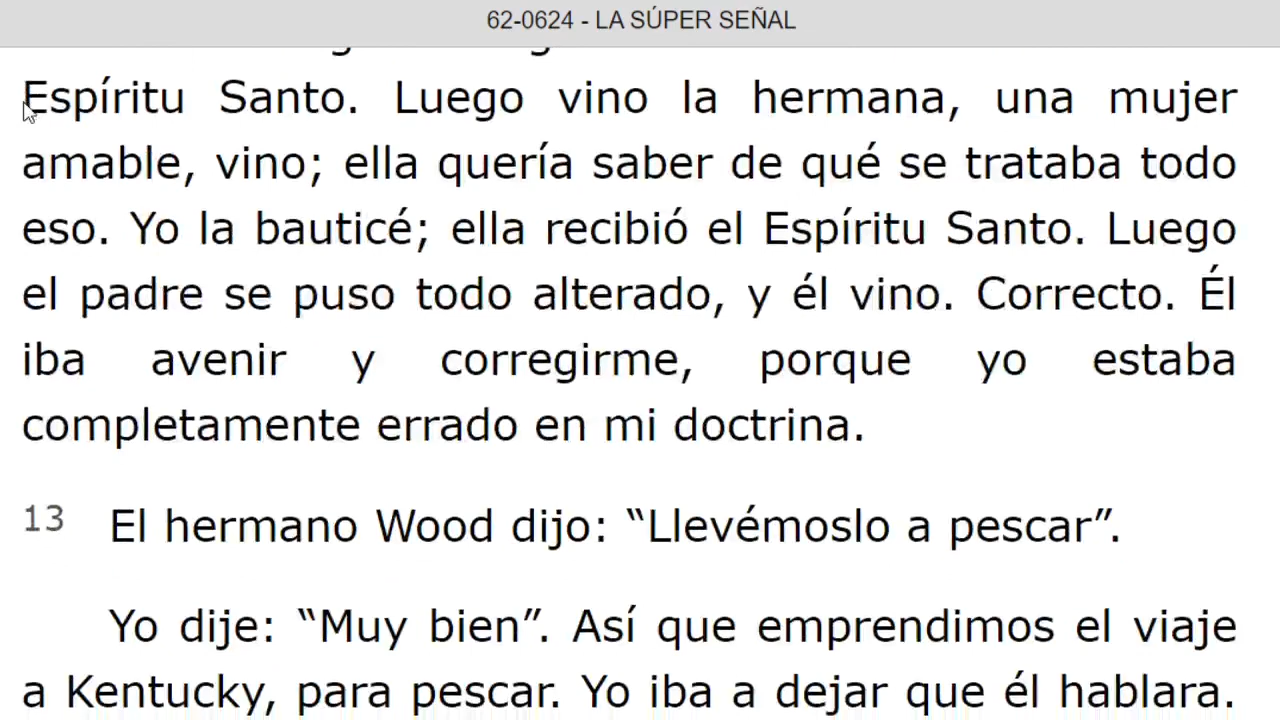 62-0624 - LA SÚPER SEÑAL
Espíritu Santo. Luego vino la hermana, una mujer
amable, vino; ella quería saber de qué se trataba todo
eso. Yo la bauticé; ella recibió el Espíritu Santo. Luego
el padre se puso todo alterado, y él vino. Correcto. Él
iba avenir y corregirme, porque yo estaba
completamente errado en mi doctrina.
13 El hermano Wood dijo: “Llevémoslo a pescar”.
Yo dije: “Muy bien”. Así que emprendimos el viaje
a Kentucky, para pescar. Yo iba a dejar que él hablara.